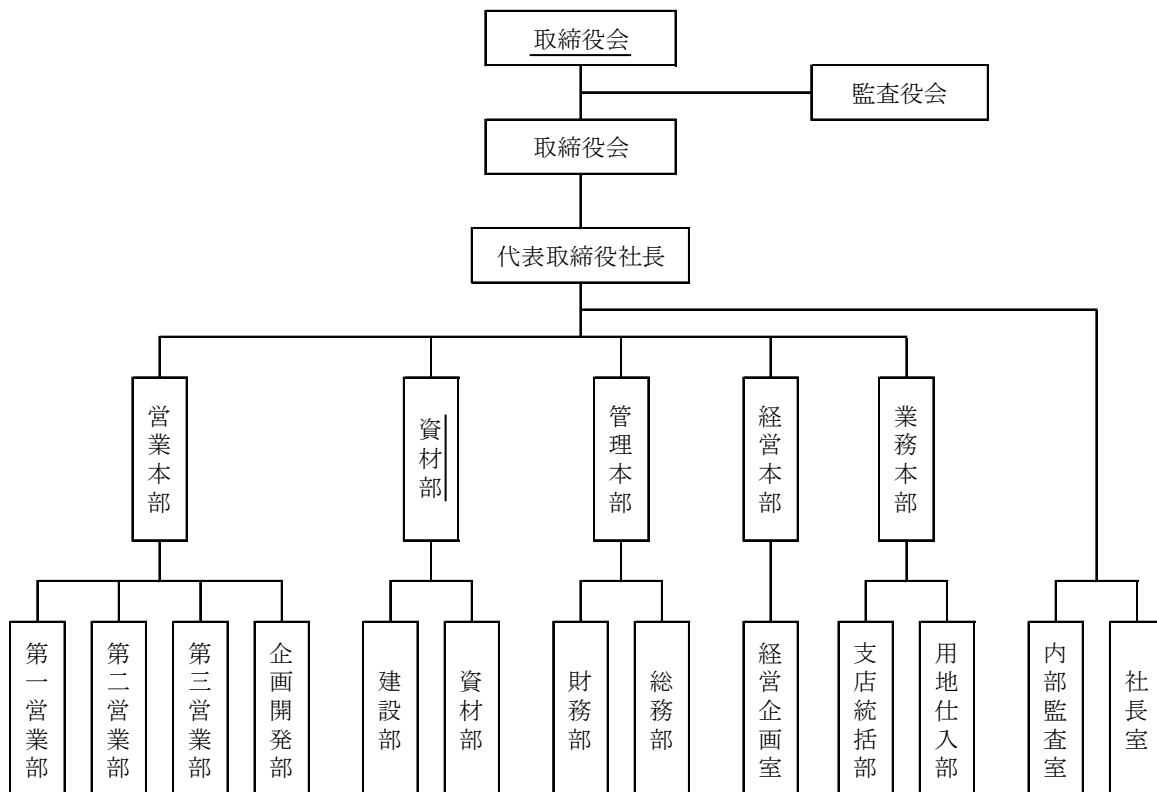 取締役会
監査役会
取締役会
代表取締役社長
営業本部
資材部
管理本部
経営本部
業務本部
第一営業部
第二営業部
第三営業部
企画開発部
建設部
資材部
財務部
総務部
経営企画室
支店統括部
用地仕入部
内部監査室
社長室